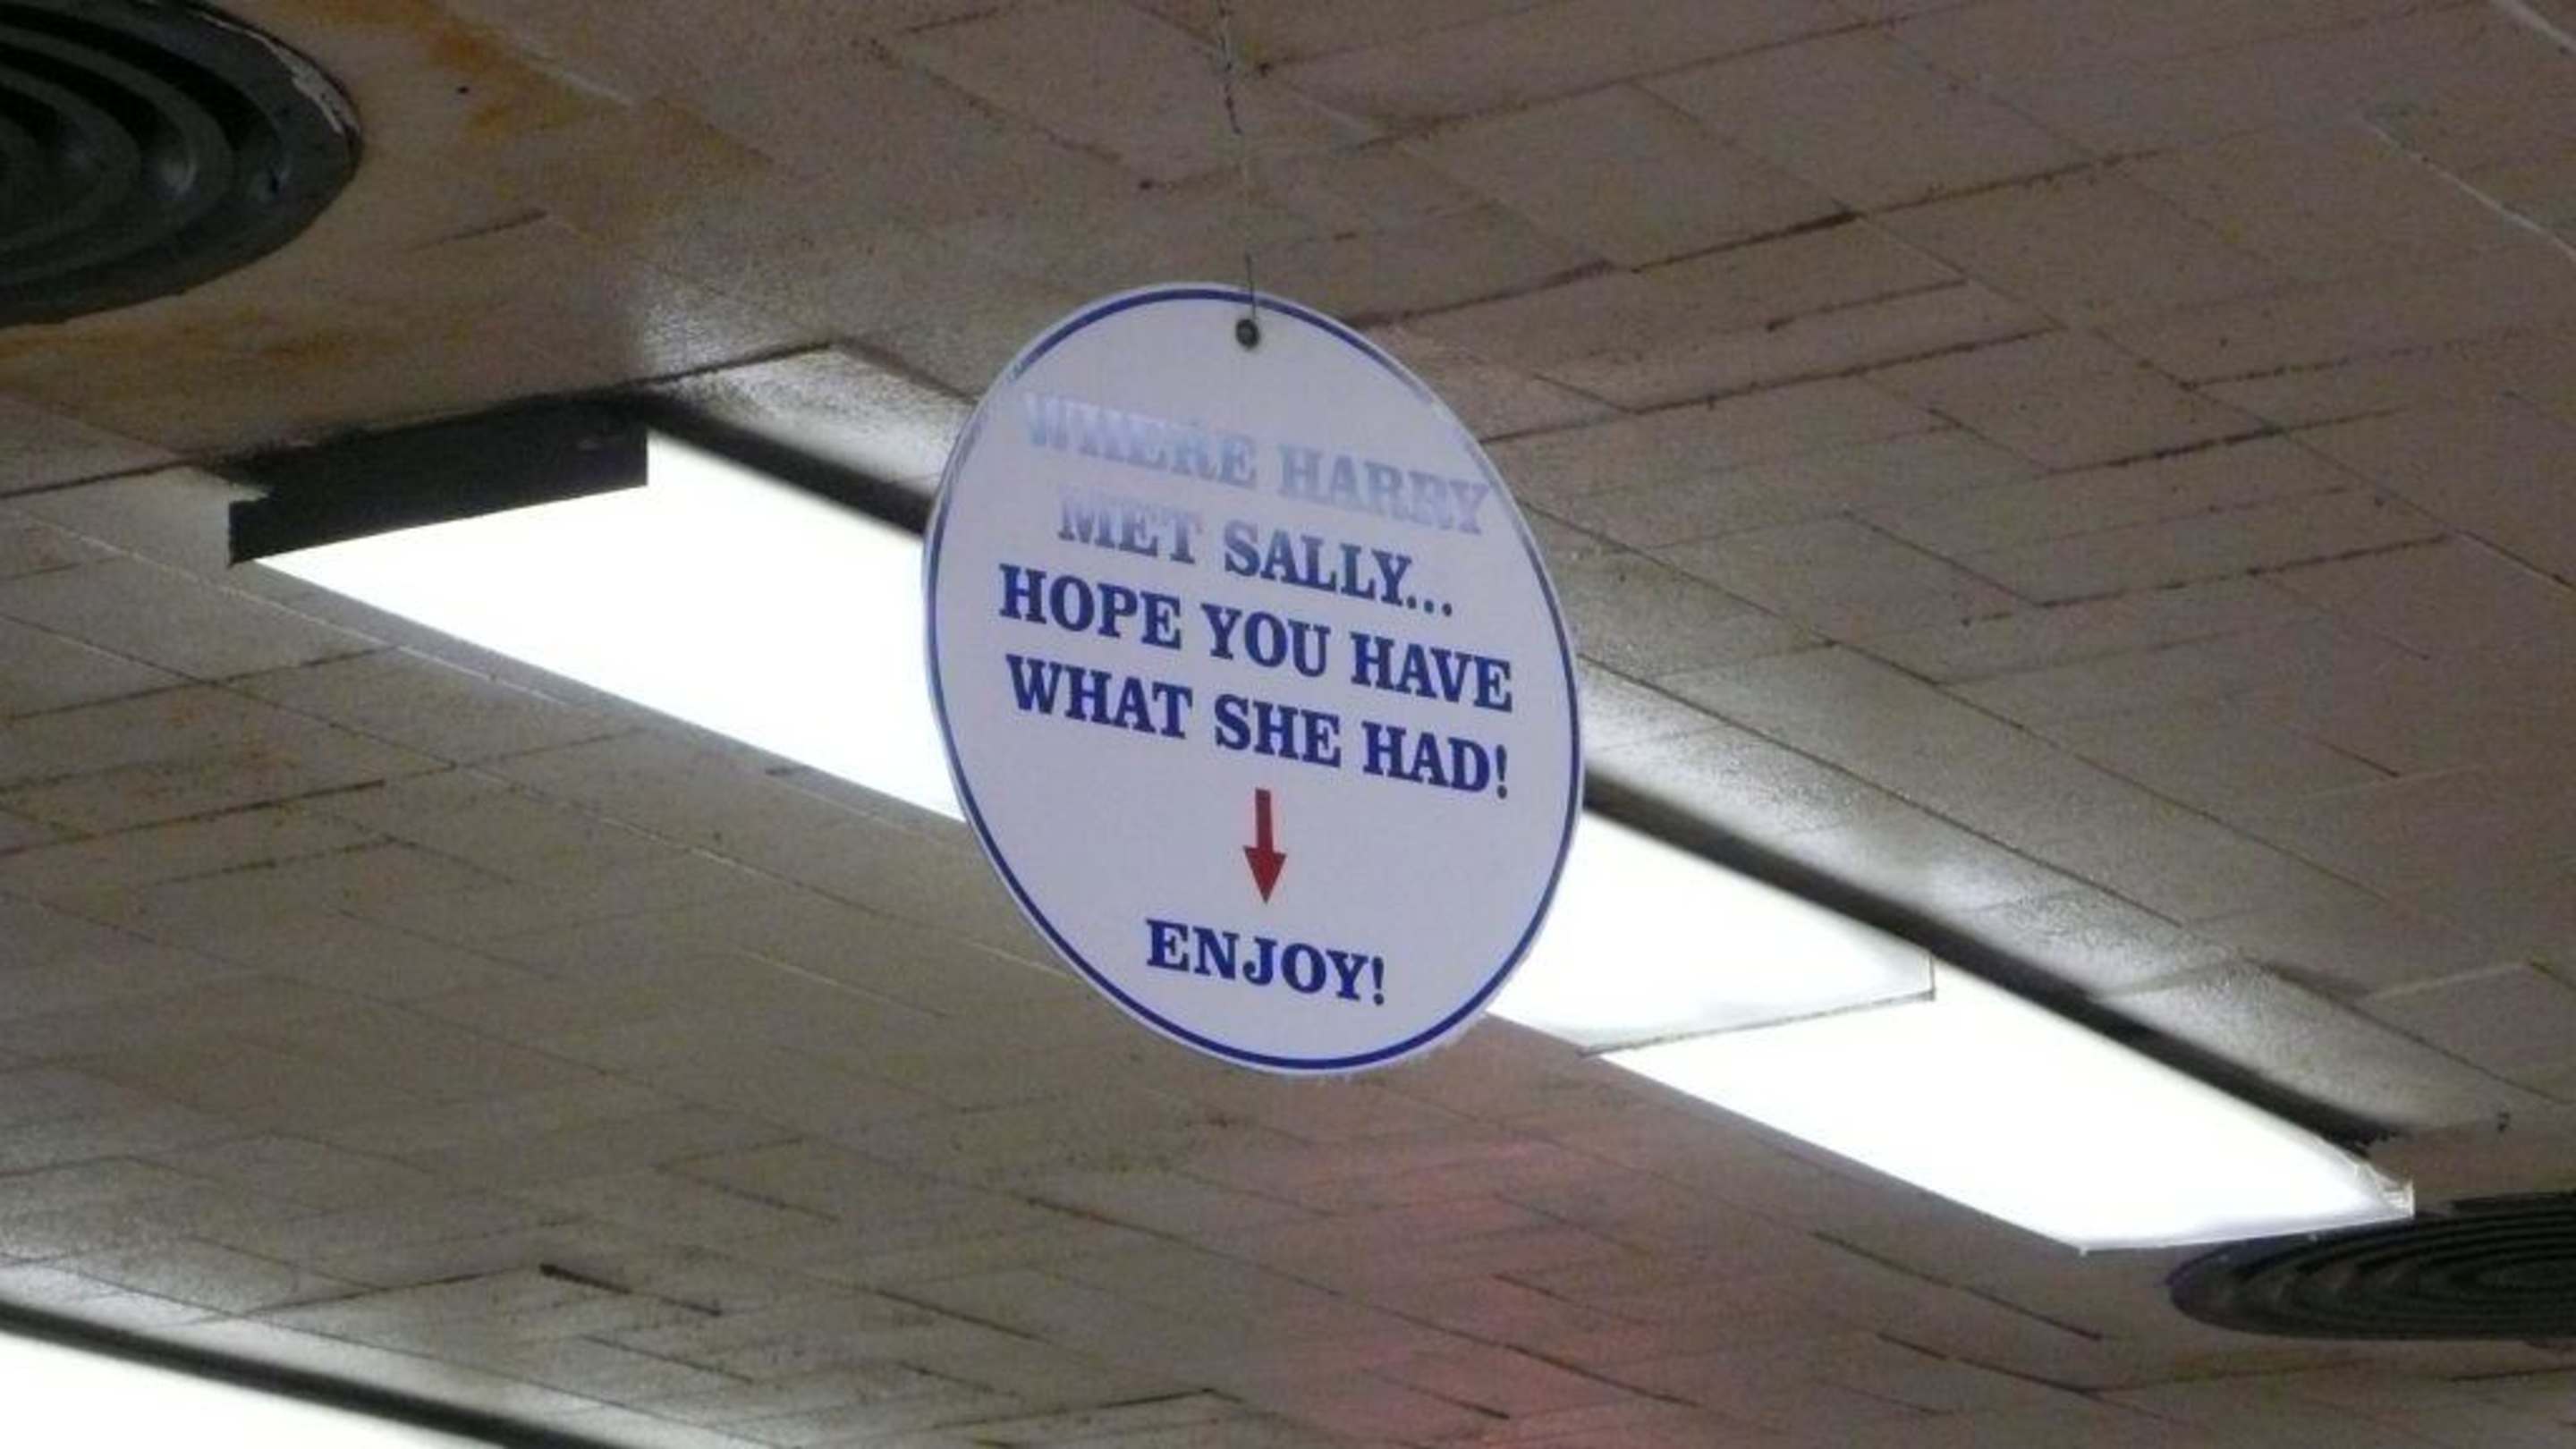 WHERE HARRY
MET SALLY...
HOPE YOU HAVE
WHAT SHE HAD!
ENJOY!